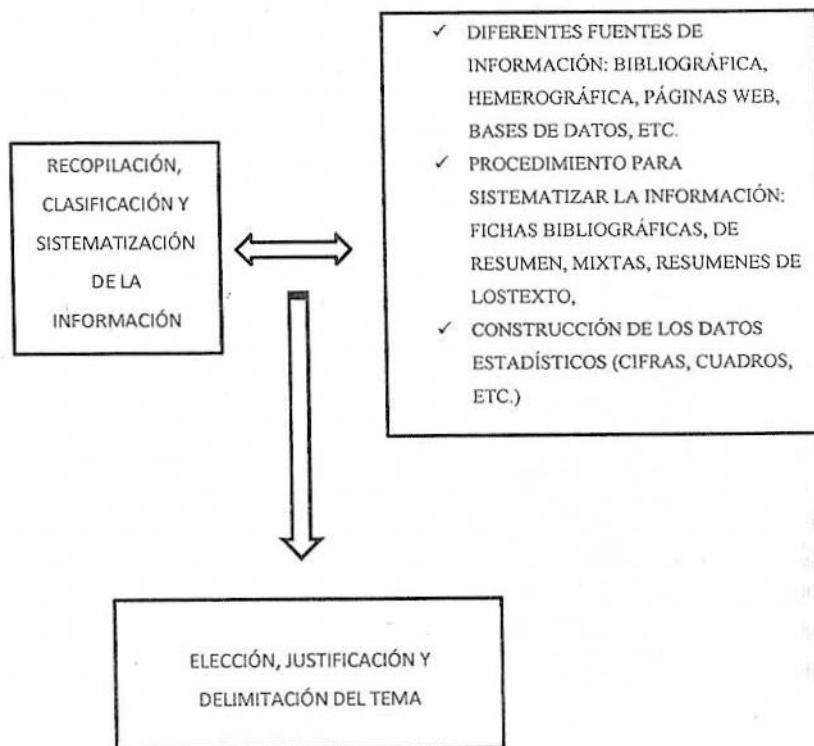 RECOPILACIÓN,
CLASIFICACIÓN Y
SISTEMATIZACIÓN
DE LA
INFORMACIÓN
✓ DIFERENTES FUENTES DE
INFORMACIÓN: BIBLIOGRÁFICA,
HEMEROGRÁFICA, PÁGINAS WEB,
BASES DE DATOS, ETC.
✓ PROCEDIMIENTO PARA
SISTEMATIZAR LA INFORMACIÓN:
FICHAS BIBLIOGRÁFICAS, DE
RESUMEN, MIXTAS, RESUMENES DE
LOSTEXTO,
✓ CONSTRUCCIÓN DE LOS DATOS
ESTADÍSTICOS (CIFRAS, CUADROS,
ETC.)
ELECCIÓN, JUSTIFICACIÓN Y
DELIMITACIÓN DEL TEMA